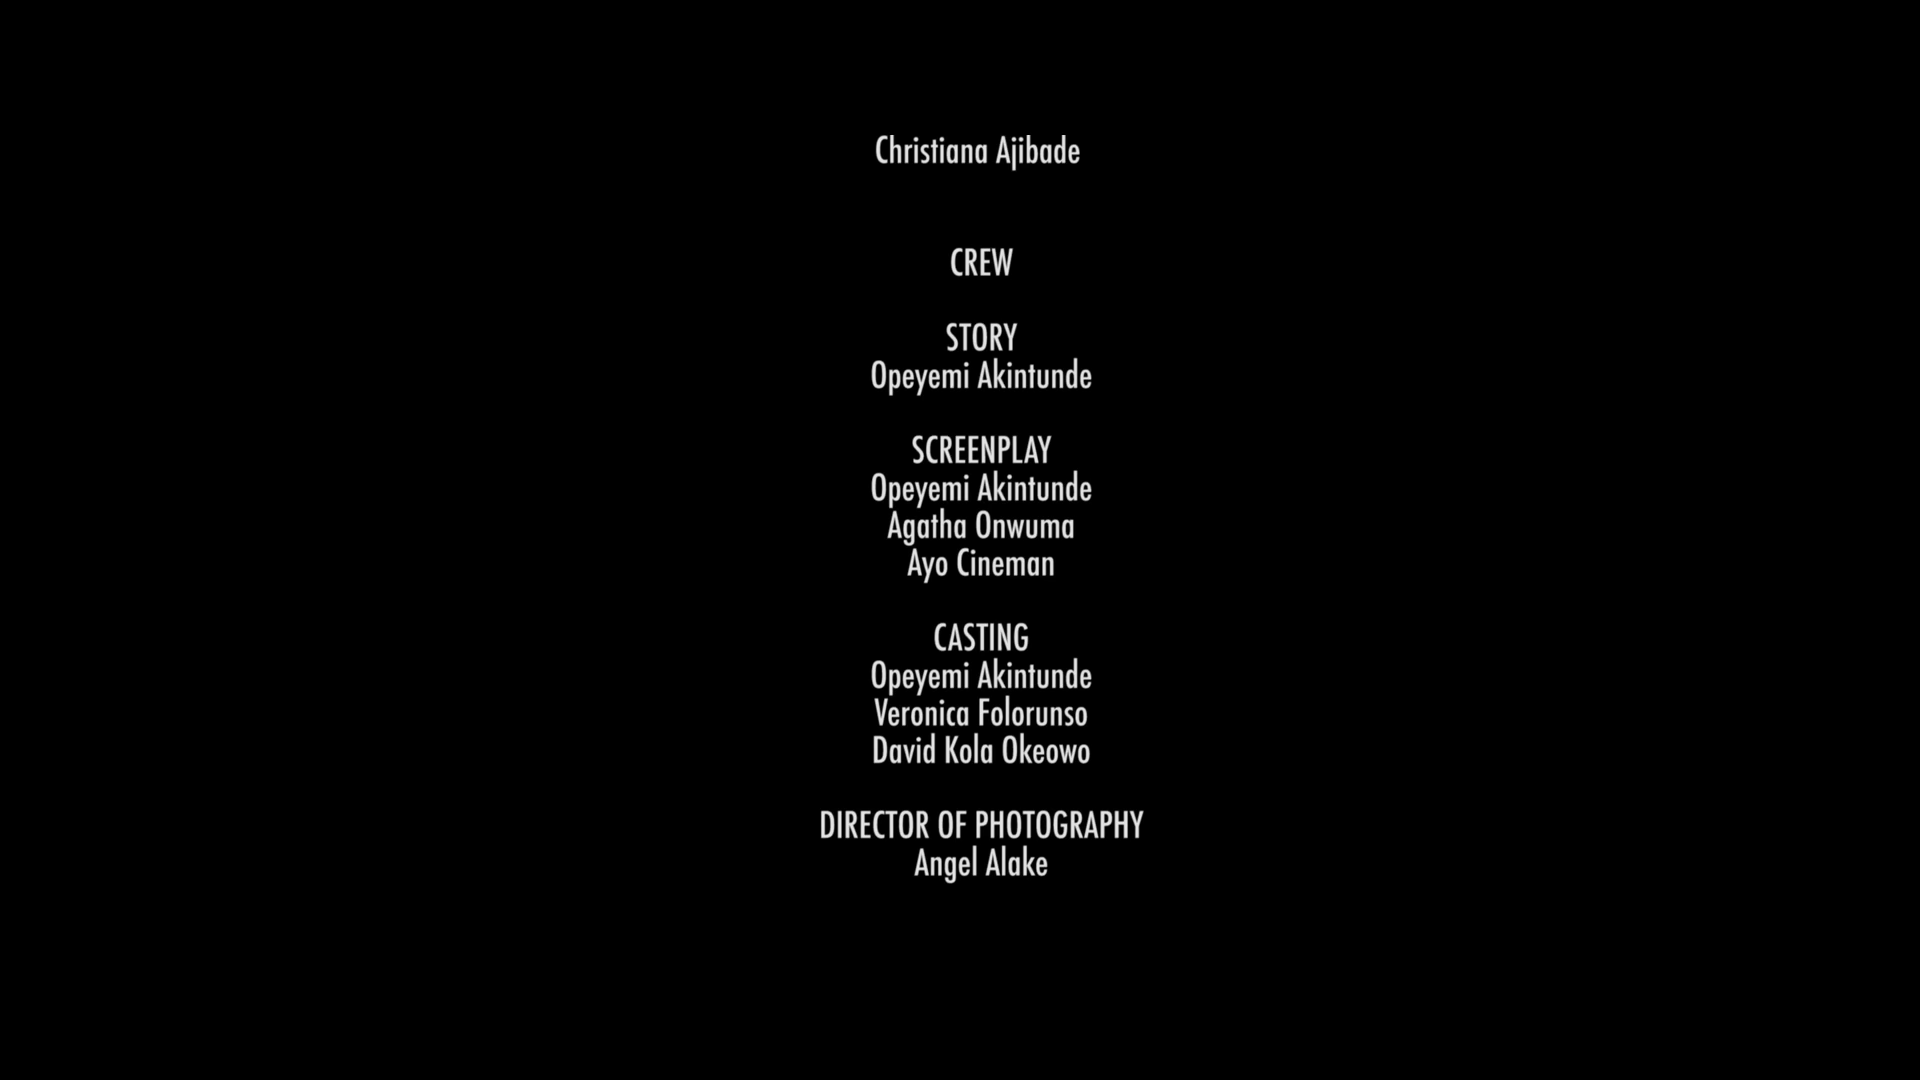 Christiana Ajibade
CREW
STORY
Opeyemi Akintunde
SCREENPLAY
Opeyemi Akintunde
Agatha Onwuma
Ayo Cineman
CASTING
Opeyemi Akintunde
Veronica Folorunso
David Kola Okeowo
DIRECTOR OF PHOTOGRAPHY
Angel Alake